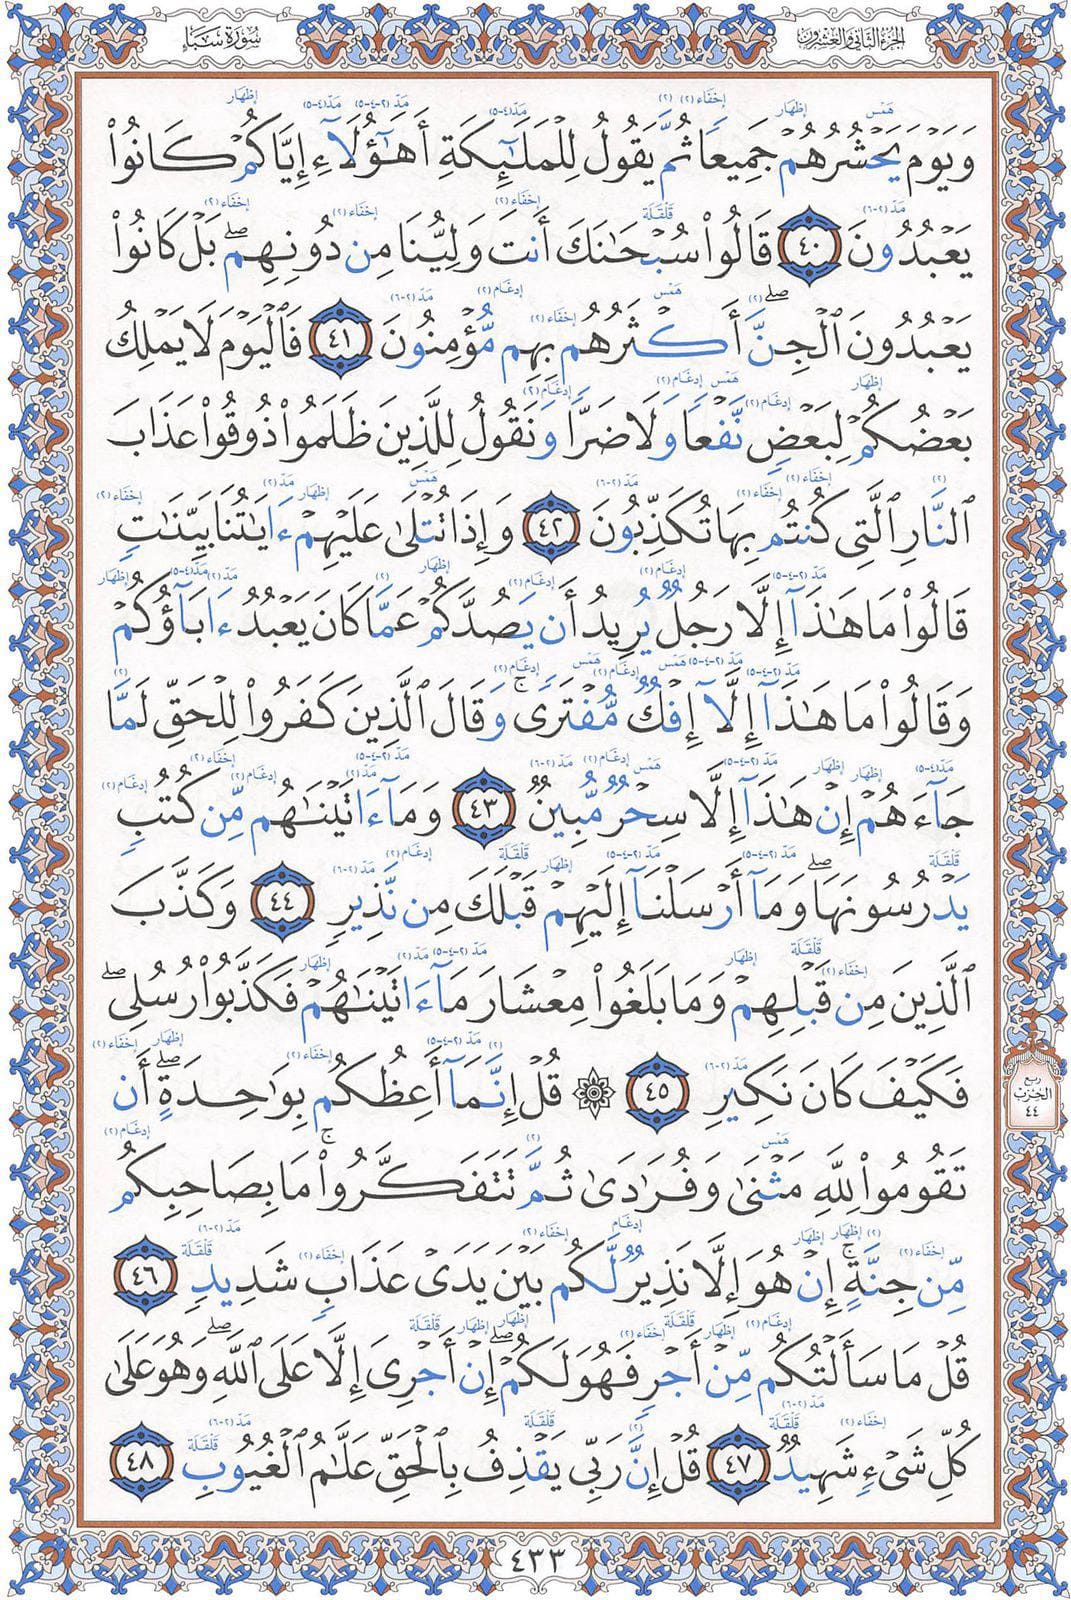 الجزء الثاني والعشرون
سورة سبإ
وَيَوْمَ يَحْشُرُهُمْ جَمِيعًا ثُمَّ يَقُولُ لِلْمَلَٰٓئِكَةِ أَهَٰٓؤُلَآءِ إِيَّاكُمْ كَانُوا۟
يَعْبُدُونَ ٤٠ قَالُوا۟ سُبْحَٰنَكَ أَنتَ وَلِيُّنَا مِن دُونِهِم ۖ بَلْ كَانُوا۟
يَعْبُدُونَ ٱلْجِنَّ ۖ أَكْثَرُهُم بِهِم مُّؤْمِنُونَ ٤١ فَٱلْيَوْمَ لَا يَمْلِكُ
بَعْضُكُمْ لِبَعْضٍ نَّفْعًا وَلَا ضَرًّا وَنَقُولُ لِلَّذِينَ ظَلَمُوا۟ ذُوقُوا۟ عَذَابَ
ٱلنَّارِ ٱلَّتِى كُنتُم بِهَا تُكَذِّبُونَ ٤٢ وَإِذَا تُتْلَىٰ عَلَيْهِمْ ءَايَٰتُنَا بَيِّنَٰتٍ
قَالُوا۟ مَا هَٰذَآ إِلَّا رَجُلٌ يُرِيدُ أَن يَصُدَّكُمْ عَمَّا كَانَ يَعْبُدُ ءَابَآؤُكُمْ
وَقَالُوا۟ مَا هَٰذَآ إِلَّآ إِفْكٌ مُّفْتَرًى ۚ وَقَالَ ٱلَّذِينَ كَفَرُوا۟ لِلْحَقِّ لَمَّا
جَآءَهُمْ إِنْ هَٰذَآ إِلَّا سِحْرٌ مُّبِينٌ ٤٣ وَمَآ ءَاتَيْنَٰهُم مِّن كُتُبٍ
يَدْرُسُونَهَا ۖ وَمَآ أَرْسَلْنَآ إِلَيْهِمْ قَبْلَكَ مِن نَّذِيرٍ ٤٤ وَكَذَّبَ
ٱلَّذِينَ مِن قَبْلِهِمْ وَمَا بَلَغُوا۟ مِعْشَارَ مَآ ءَاتَيْنَٰهُمْ فَكَذَّبُوا۟ رُسُلِى ۖ
فَكَيْفَ كَانَ نَكِيرِ ٤٥ ۞ قُلْ إِنَّمَآ أَعِظُكُم بِوَٰحِدَةٍ ۖ أَن
تَقُومُوا۟ لِلَّهِ مَثْنَىٰ وَفُرَٰدَىٰ ثُمَّ تَتَفَكَّرُوا۟ ۚ مَا بِصَاحِبِكُم
مِّن جِنَّةٍ ۚ إِنْ هُوَ إِلَّا نَذِيرٌ لَّكُم بَيْنَ يَدَىْ عَذَابٍ شَدِيدٍ ٤٦
قُلْ مَا سَأَلْتُكُم مِّنْ أَجْرٍ فَهُوَ لَكُمْ ۖ إِنْ أَجْرِىَ إِلَّا عَلَى ٱللَّهِ ۖ وَهُوَ عَلَىٰ
كُلِّ شَىْءٍ شَهِيدٌ ٤٧ قُلْ إِنَّ رَبِّى يَقْذِفُ بِٱلْحَقِّ عَلَّٰمُ ٱلْغُيُوبِ ٤٨
ربع
الحزب
٤٤
٤٣٣